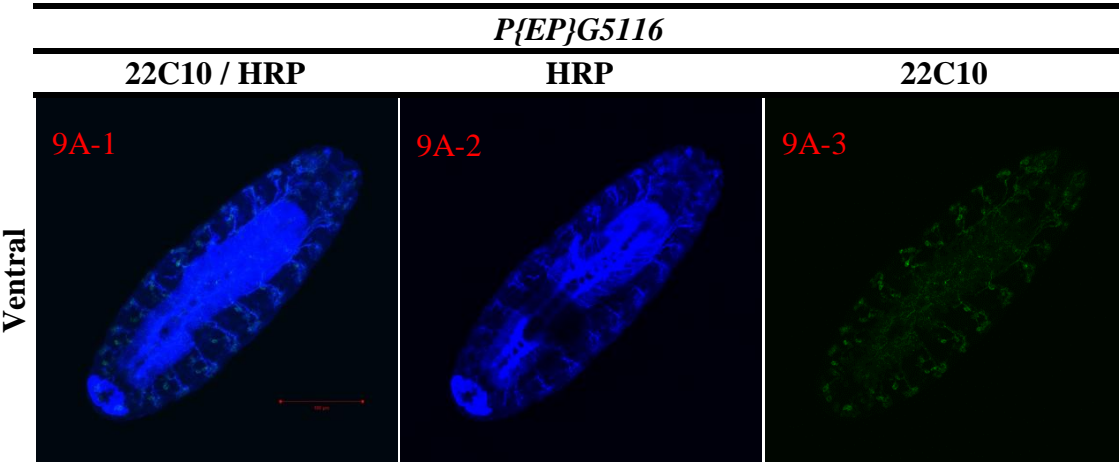 P{EP}G5116
22C10 / HRP HRP 22C10
9A-1 9A-2 9A-3
Ventral